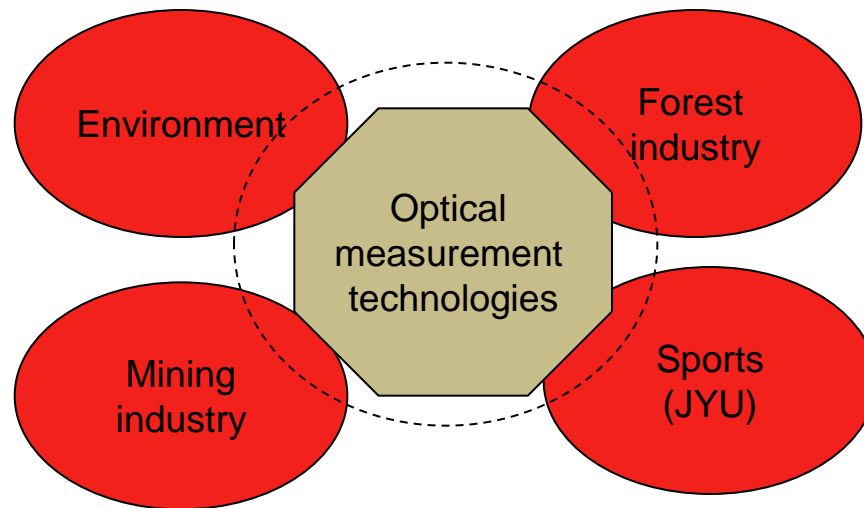 Environment
Forest
industry
Optical
measurement
technologies
Mining
industry
Sports
(JYU)